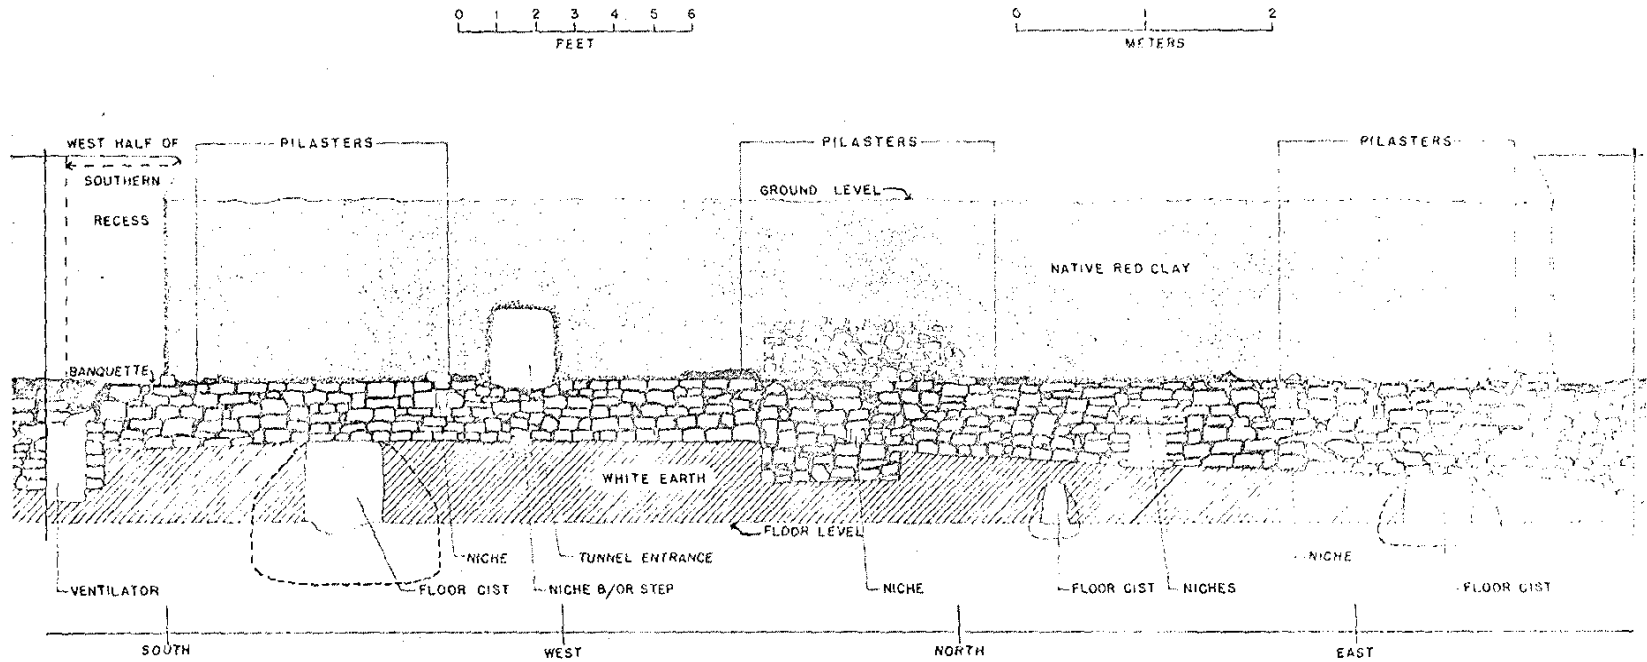 0 1 2 3 4 5 6
FEET
0 1 2
METERS
WEST HALF OF
SOUTHERN
RECESS
PILASTERS
PILASTERS
PILASTERS
GROUND LEVEL
NATIVE RED CLAY
BANQUETTE
WHITE EARTH
FLOOR LEVEL
NICHE
TUNNEL ENTRANCE
NICHE
VENTILATOR
FLOOR CIST
NICHE &/OR STEP
NICHE
FLOOR CIST
NICHES
FLOOR CIST
SOUTH
WEST
NORTH
EAST